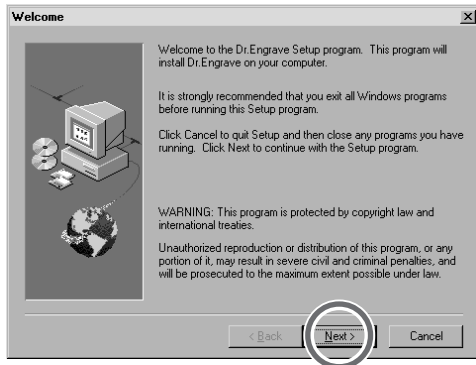 Welcome
Welcome to the Dr.Engrave Setup program. This program will
install Dr.Engrave on your computer.
It is strongly recommended that you exit all Windows programs
before running this Setup program.
Click Cancel to quit Setup and then close any programs you have
running. Click Next to continue with the Setup program.
WARNING: This program is protected by copyright law and
international treaties.
Unauthorized reproduction or distribution of this program, or any
portion of it, may result in severe civil and criminal penalties, and
will be prosecuted to the maximum extent possible under law.
< Back Next > Cancel